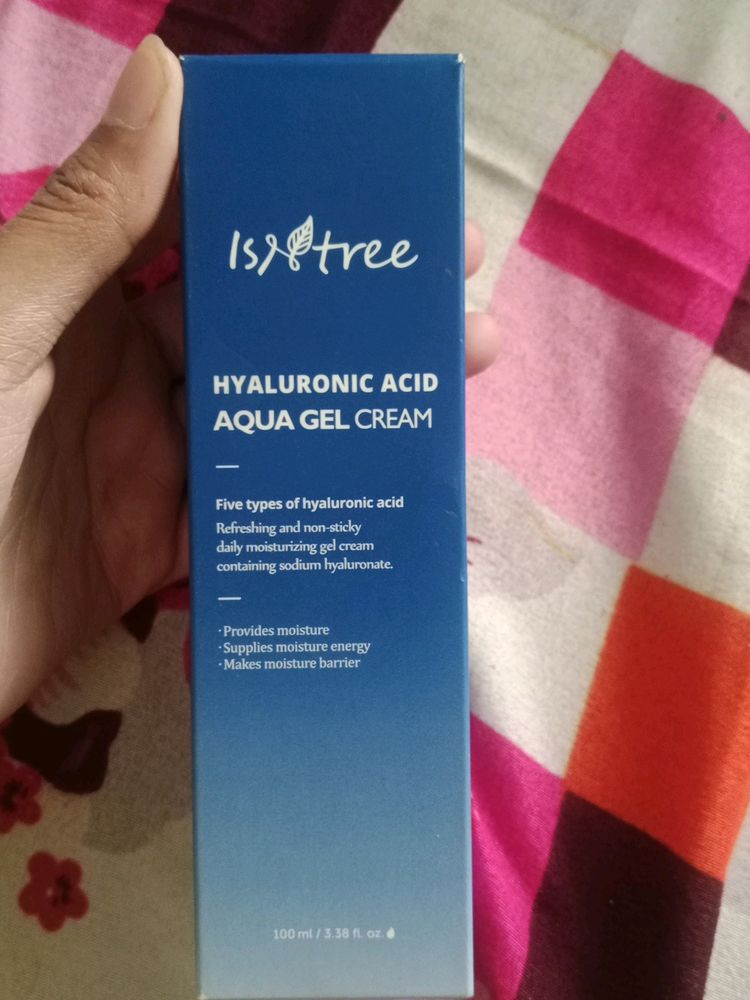 Isntree
HYALURONIC ACID
AQUA GEL CREAM
Five types of hyaluronic acid
Refreshing and non-sticky
daily moisturizing gel cream
containing sodium hyaluronate.
·Provides moisture
·Supplies moisture energy
·Makes moisture barrier
100 ml / 3.38 fl. oz.